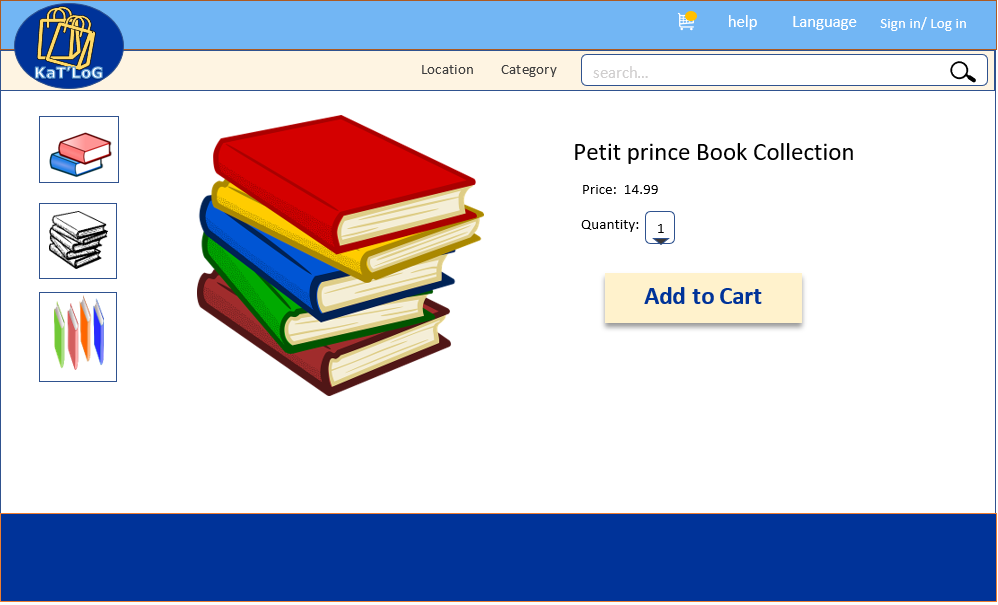 help
Language
Sign in/ Log in
KaT'LoG
Location
Category
search...
Petit prince Book Collection
Price: 14.99
Quantity: 1
Add to Cart